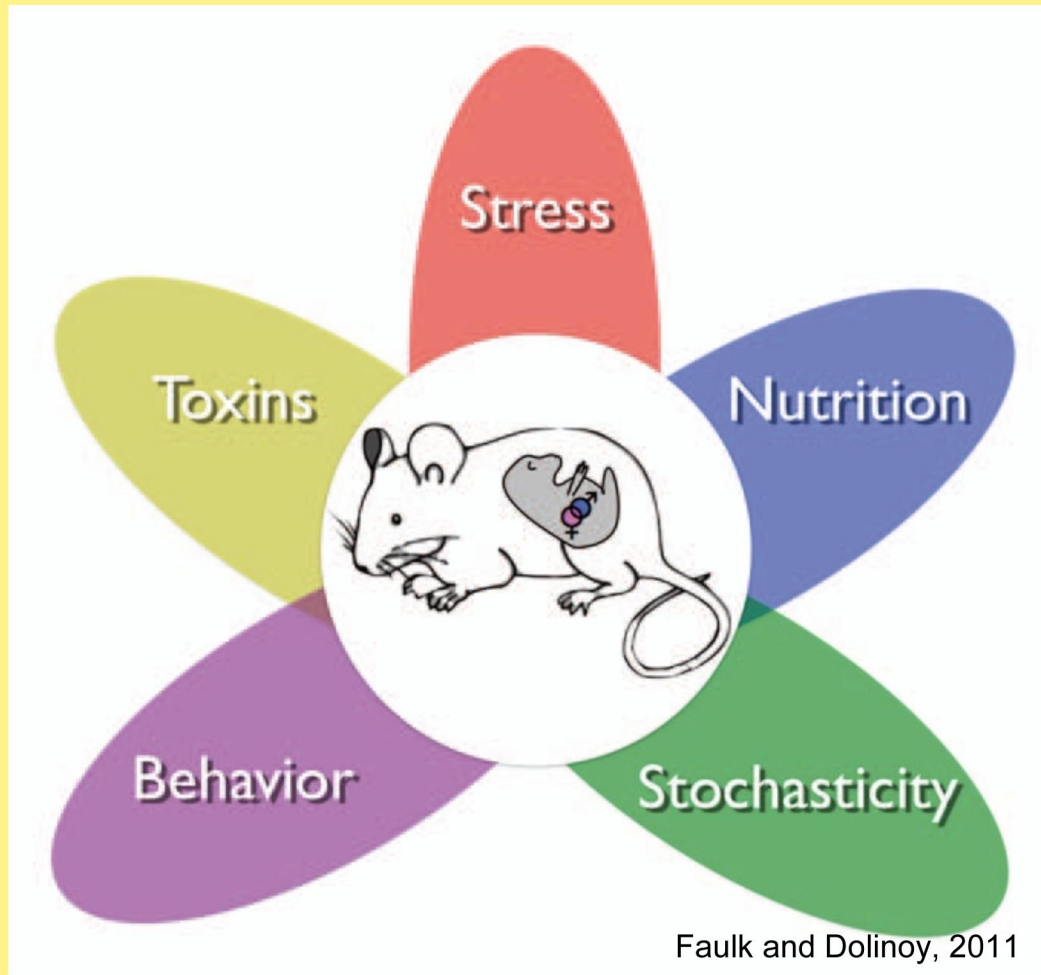 Stress
Toxins
Nutrition
Behavior
Stochasticity
Faulk and Dolinoy, 2011